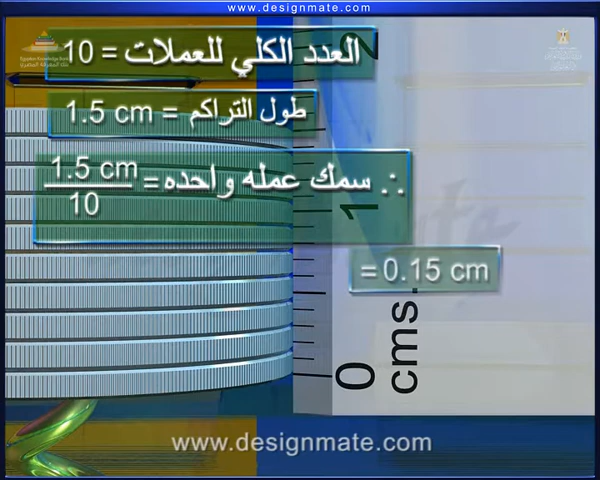 www.designmate.com
العدد الكلي للعملات = 10
طول التراكم = 1.5 cm
∴ سمك عمله واحده = 1.5 cm / 10
= 0.15 cm
2
1
0
cms.
www.designmate.com